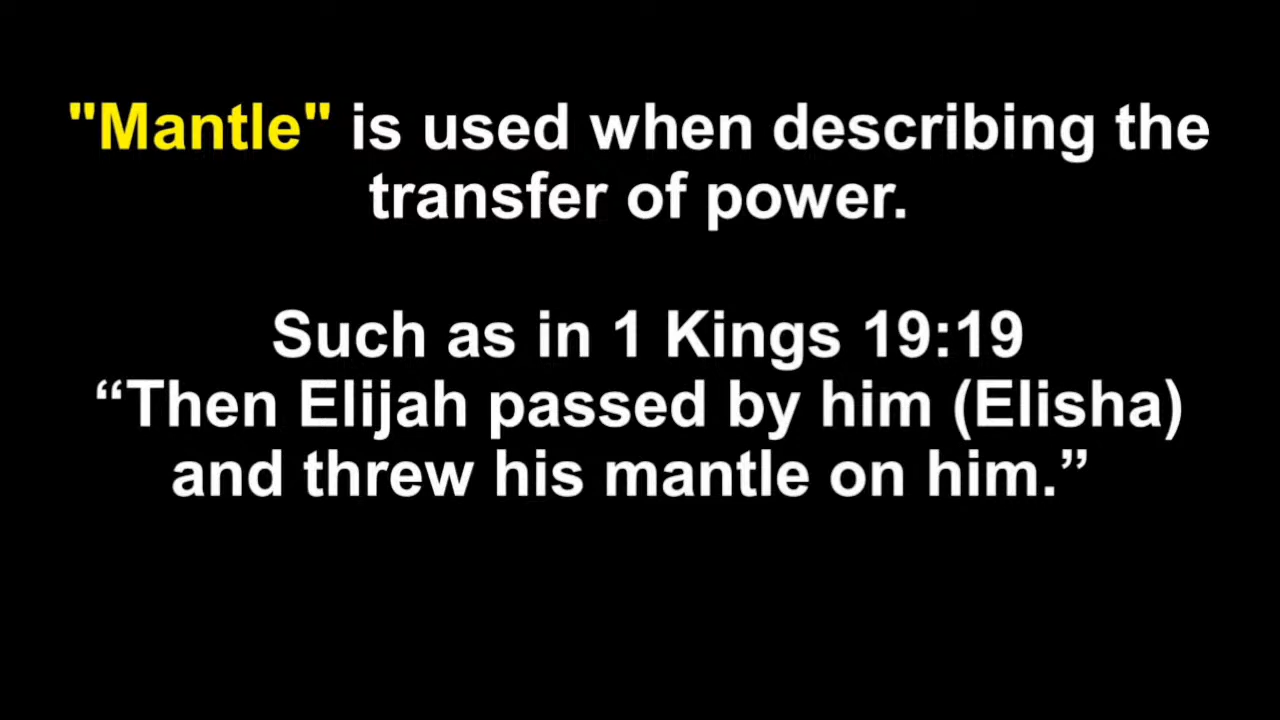 "Mantle" is used when describing the
transfer of power.
Such as in 1 Kings 19:19
“Then Elijah passed by him (Elisha)
and threw his mantle on him.”